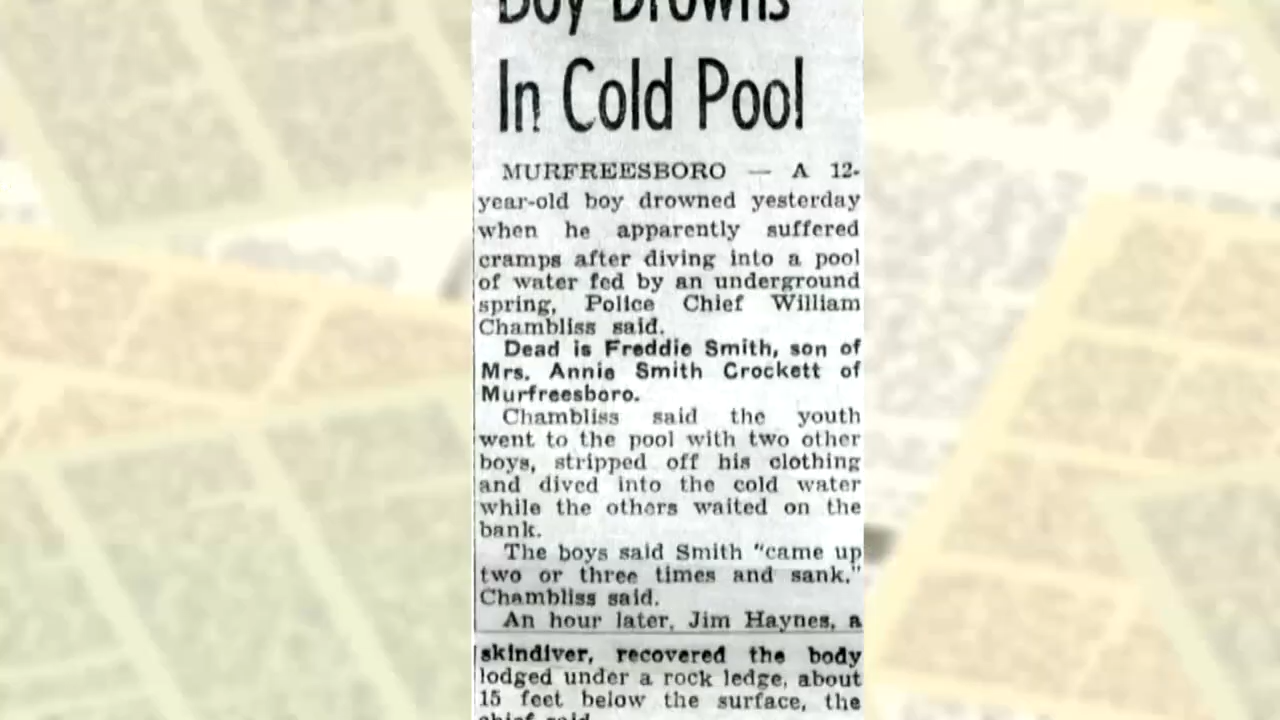 Boy Drowns
In Cold Pool
MURFREESBORO — A 12-
year-old boy drowned yesterday
when he apparently suffered
cramps after diving into a pool
of water fed by an underground
spring, Police Chief William
Chambliss said.
Dead is Freddie Smith, son of
Mrs. Annie Smith Crockett of
Murfreesboro.
Chambliss said the youth
went to the pool with two other
boys, stripped off his clothing
and dived into the cold water
while the others waited on the
bank.
The boys said Smith "came up
two or three times and sank,"
Chambliss said.
An hour later, Jim Haynes, a
skindiver, recovered the body
lodged under a rock ledge, about
15 feet below the surface, the
chief said.